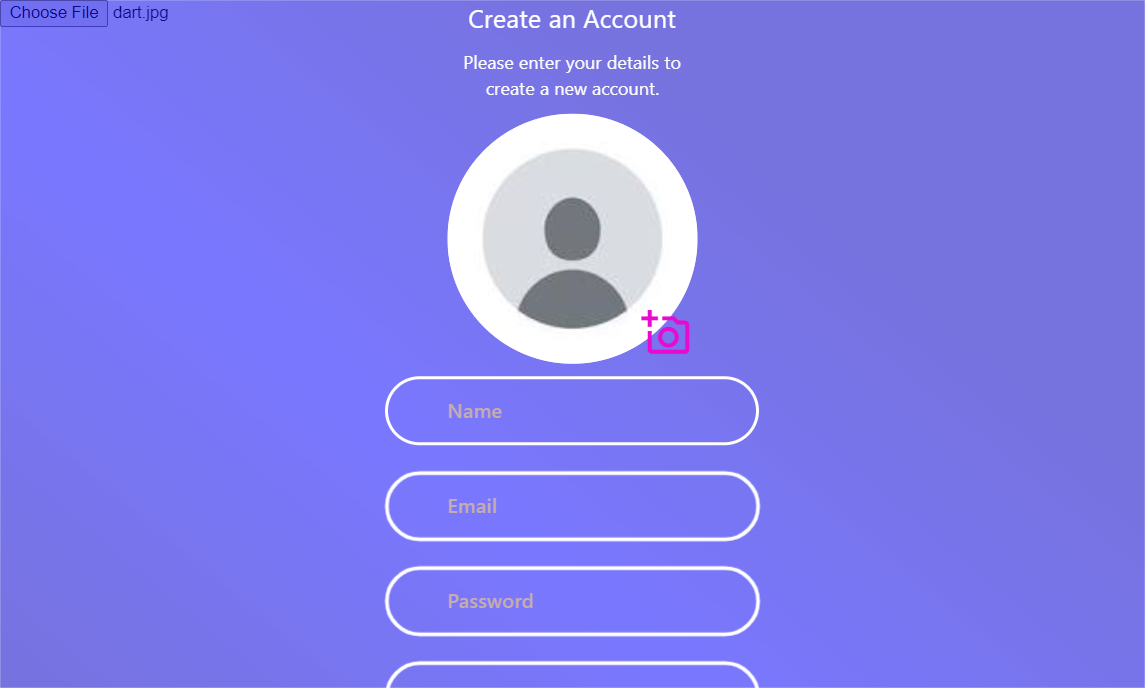 Choose File dart.jpg
Create an Account
Please enter your details to
create a new account.
Name
Email
Password